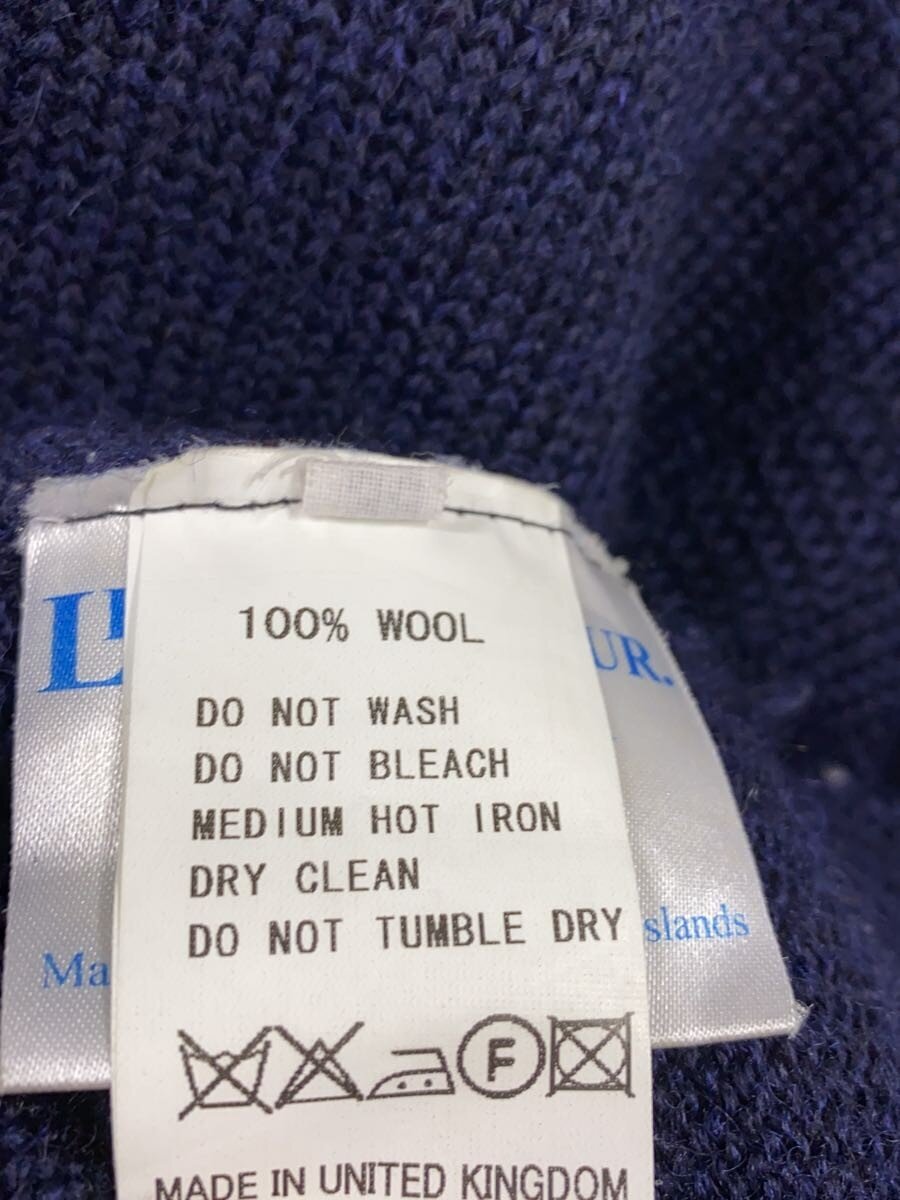 100% WOOL
UR.
DO NOT WASH
DO NOT BLEACH
MEDIUM HOT IRON
DRY CLEAN
DO NOT TUMBLE DRY
slands
Ma
F
MADE IN UNITED KINGDOM